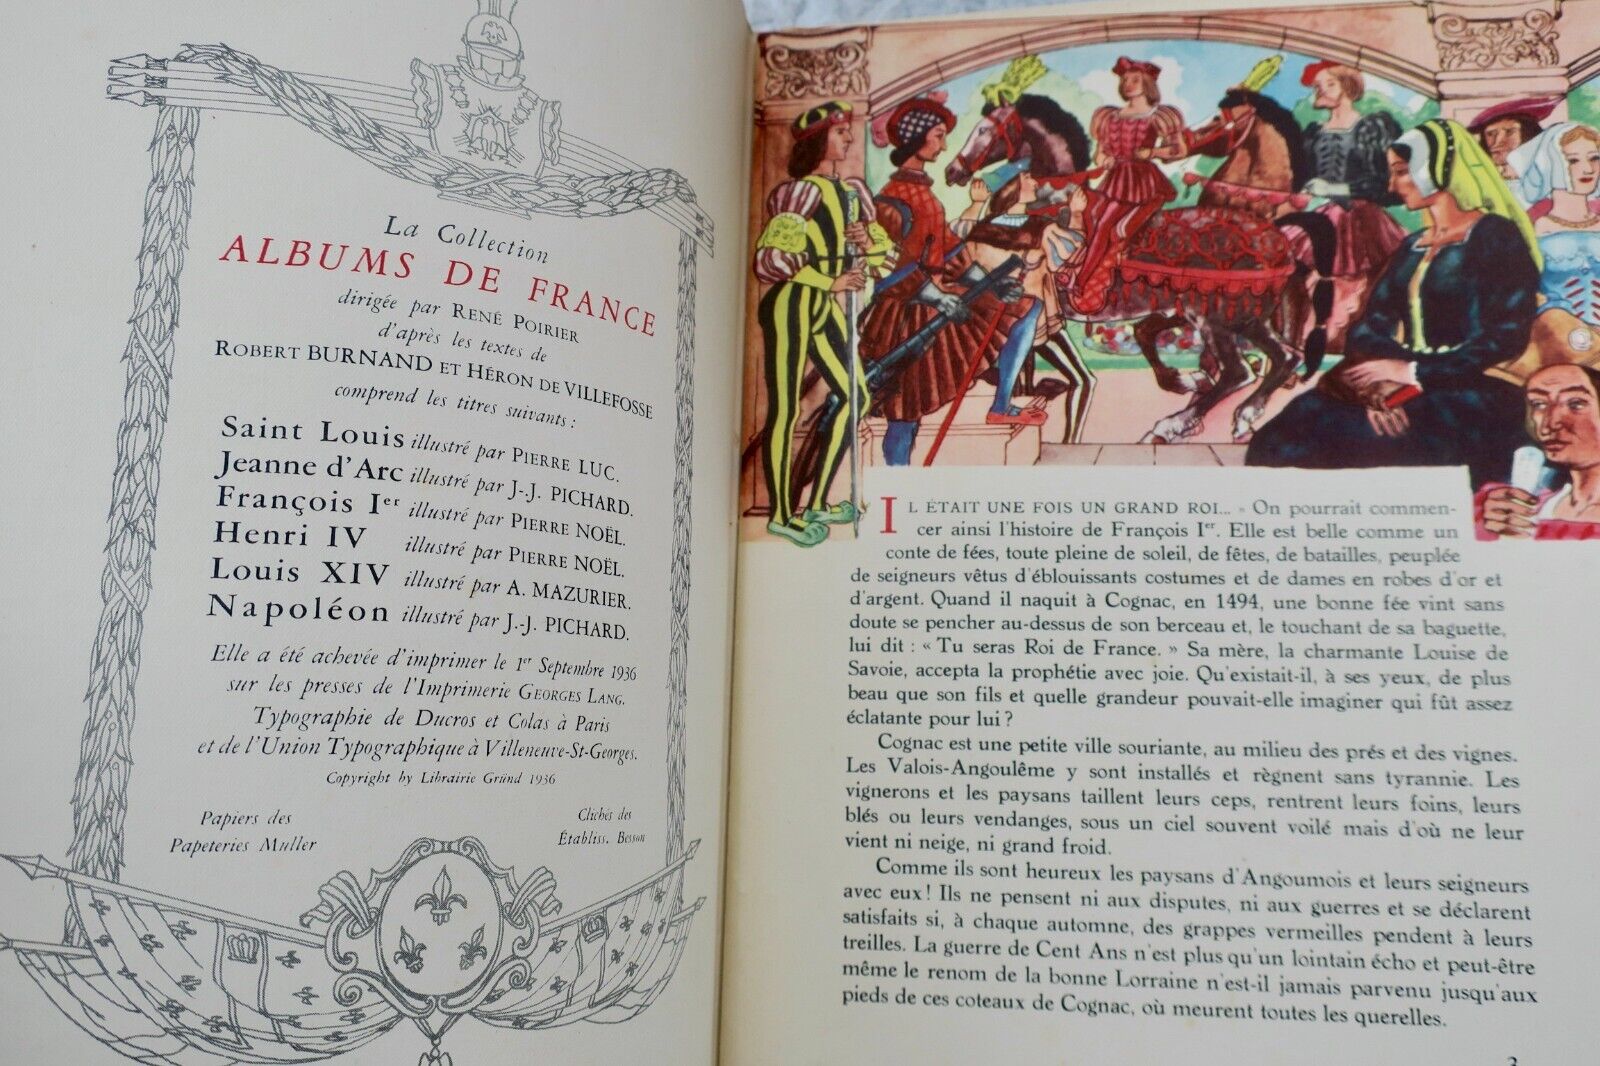 La Collection
ALBUMS DE FRANCE
dirigée par RENÉ POIRIER
d'après les textes de
ROBERT BURNAND ET HÉRON DE VILLEFOSSE
comprend les titres suivants :
Saint Louis illustré par PIERRE LUC.
Jeanne d'Arc illustré par J.-J. PICHARD.
François Ier illustré par PIERRE NOËL.
Henri IV illustré par PIERRE NOËL.
Louis XIV illustré par A. MAZURIER.
Napoléon illustré par J.-J. PICHARD.
Elle a été achevée d'imprimer le 1er Septembre 1936
sur les presses de l'Imprimerie GEORGES LANG.
Typographie de Ducros et Colas à Paris
et de l'Union Typographique à Villeneuve-St-Georges.
Copyright by Librairie Gründ 1936
Papiers des
Papeteries Muller
Clichés des
Établiss. Besson
IL ÉTAIT UNE FOIS UN GRAND ROI... » On pourrait commen-
cer ainsi l'histoire de François Ier. Elle est belle comme un
conte de fées, toute pleine de soleil, de fêtes, de batailles, peuplée
de seigneurs vêtus d'éblouissants costumes et de dames en robes d'or et
d'argent. Quand il naquit à Cognac, en 1494, une bonne fée vint sans
doute se pencher au-dessus de son berceau et, le touchant de sa baguette,
lui dit : « Tu seras Roi de France. » Sa mère, la charmante Louise de
Savoie, accepta la prophétie avec joie. Qu'existait-il, à ses yeux, de plus
beau que son fils et quelle grandeur pouvait-elle imaginer qui fût assez
éclatante pour lui ?
Cognac est une petite ville souriante, au milieu des prés et des vignes.
Les Valois-Angoulême y sont installés et règnent sans tyrannie. Les
vignerons et les paysans taillent leurs ceps, rentrent leurs foins, leurs
blés ou leurs vendanges, sous un ciel souvent voilé mais d'où ne leur
vient ni neige, ni grand froid.
Comme ils sont heureux les paysans d'Angoumois et leurs seigneurs
avec eux ! Ils ne pensent ni aux disputes, ni aux guerres et se déclarent
satisfaits si, à chaque automne, des grappes vermeilles pendent à leurs
treilles. La guerre de Cent Ans n'est plus qu'un lointain écho et peut-être
même le renom de la bonne Lorraine n'est-il jamais parvenu jusqu'aux
pieds de ces coteaux de Cognac, où meurent toutes les querelles.
3